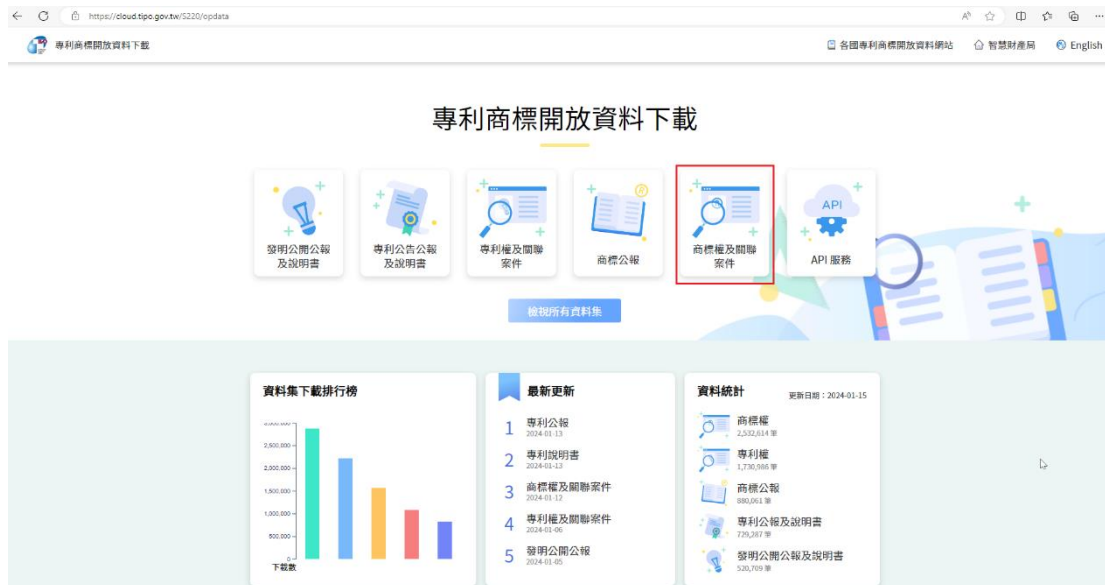 https://cloud.tipo.gov.tw/S220/opdata
專利商標開放資料下載
各國專利商標開放資料網站
智慧財產局
English
專利商標開放資料下載
發明公開公報
及說明書
專利公告公報
及說明書
專利權及關聯
案件
商標公報
商標權及關聯
案件
API
API 服務
檢視所有資料集
資料集下載排行榜
2,500,000
2,000,000
1,500,000
1,000,000
500,000
0
下載數
最新更新
1 專利公報
2024-01-13
2 專利說明書
2024-01-13
3 商標權及關聯案件
2024-01-12
4 專利權及關聯案件
2024-01-06
5 發明公開公報
2024-01-05
資料統計
更新日期：2024-01-15
商標權
2,532,614 筆
專利權
1,730,986 筆
商標公報
880,061 筆
專利公報及說明書
729,287 筆
發明公開公報及說明書
520,709 筆